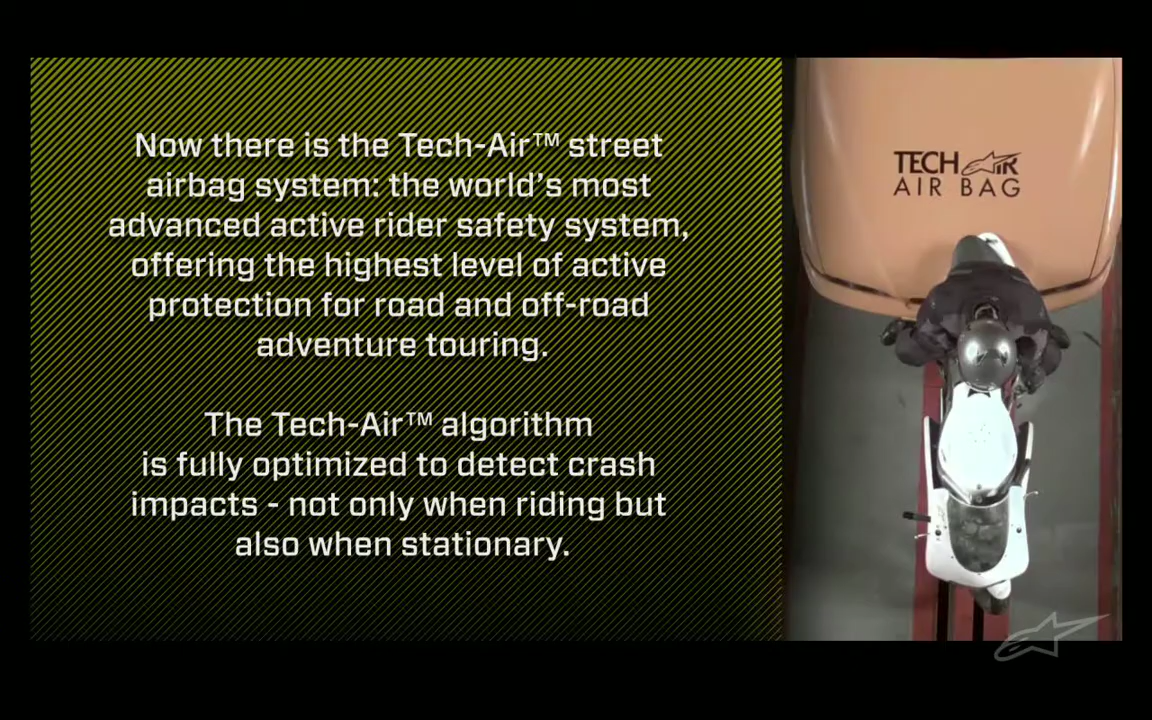 Now there is the Tech-Air™ street
airbag system: the world's most
advanced active rider safety system,
offering the highest level of active
protection for road and off-road
adventure touring.
The Tech-Air™ algorithm
is fully optimized to detect crash
impacts - not only when riding but
also when stationary.
TECH AIR
AIR BAG